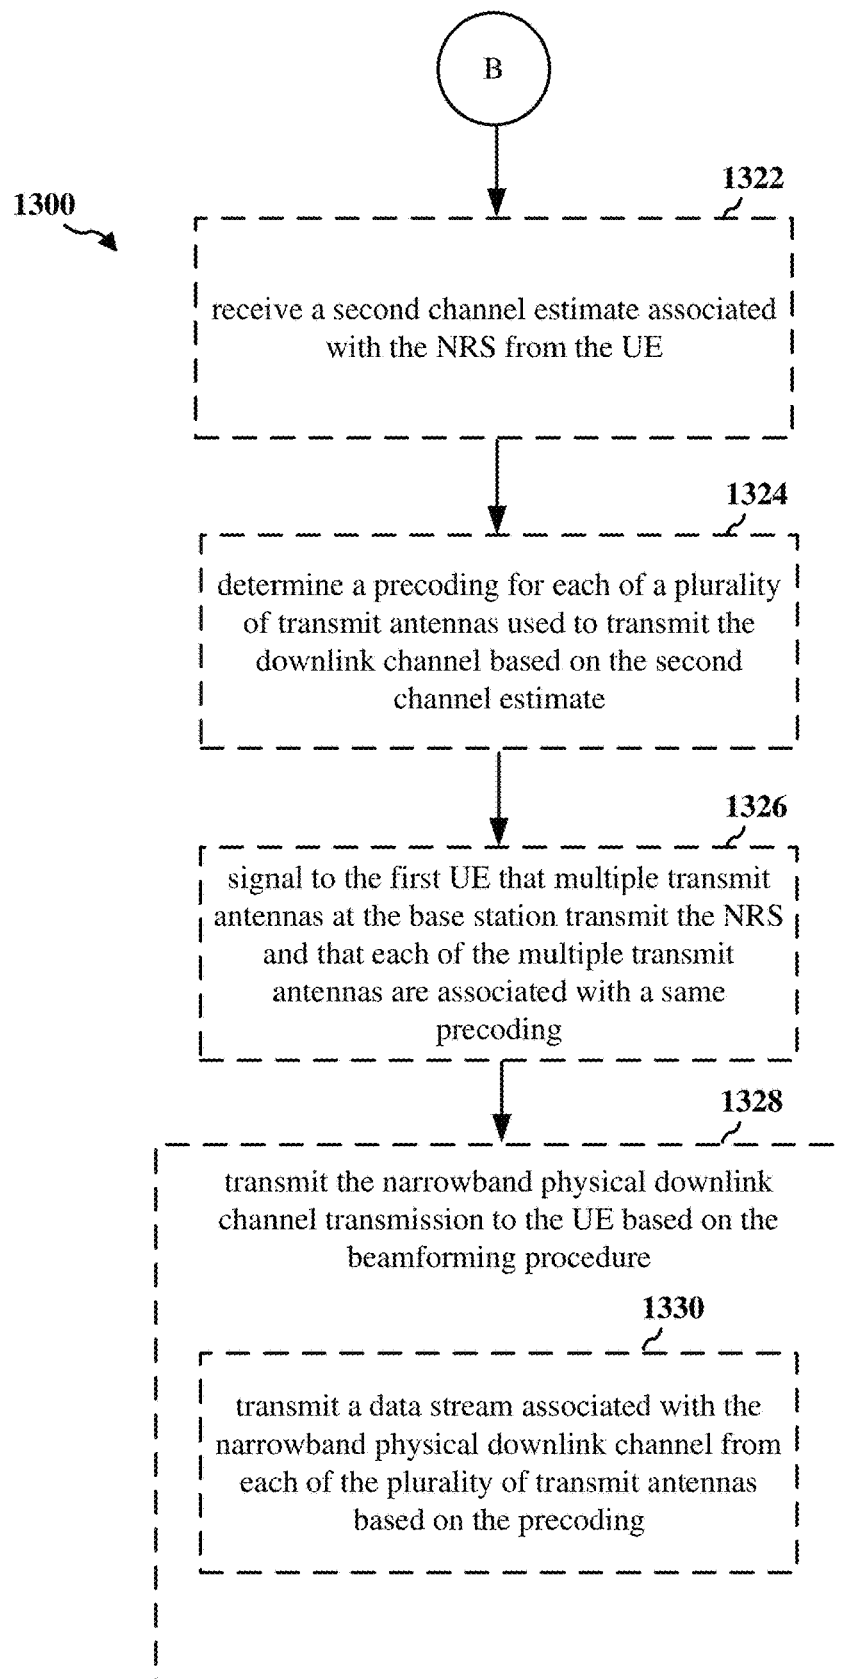 B
1300
1322
receive a second channel estimate associated
with the NRS from the UE
1324
determine a precoding for each of a plurality
of transmit antennas used to transmit the
downlink channel based on the second
channel estimate
1326
signal to the first UE that multiple transmit
antennas at the base station transmit the NRS
and that each of the multiple transmit
antennas are associated with a same
precoding
1328
transmit the narrowband physical downlink
channel transmission to the UE based on the
beamforming procedure
1330
transmit a data stream associated with the
narrowband physical downlink channel from
each of the plurality of transmit antennas
based on the precoding